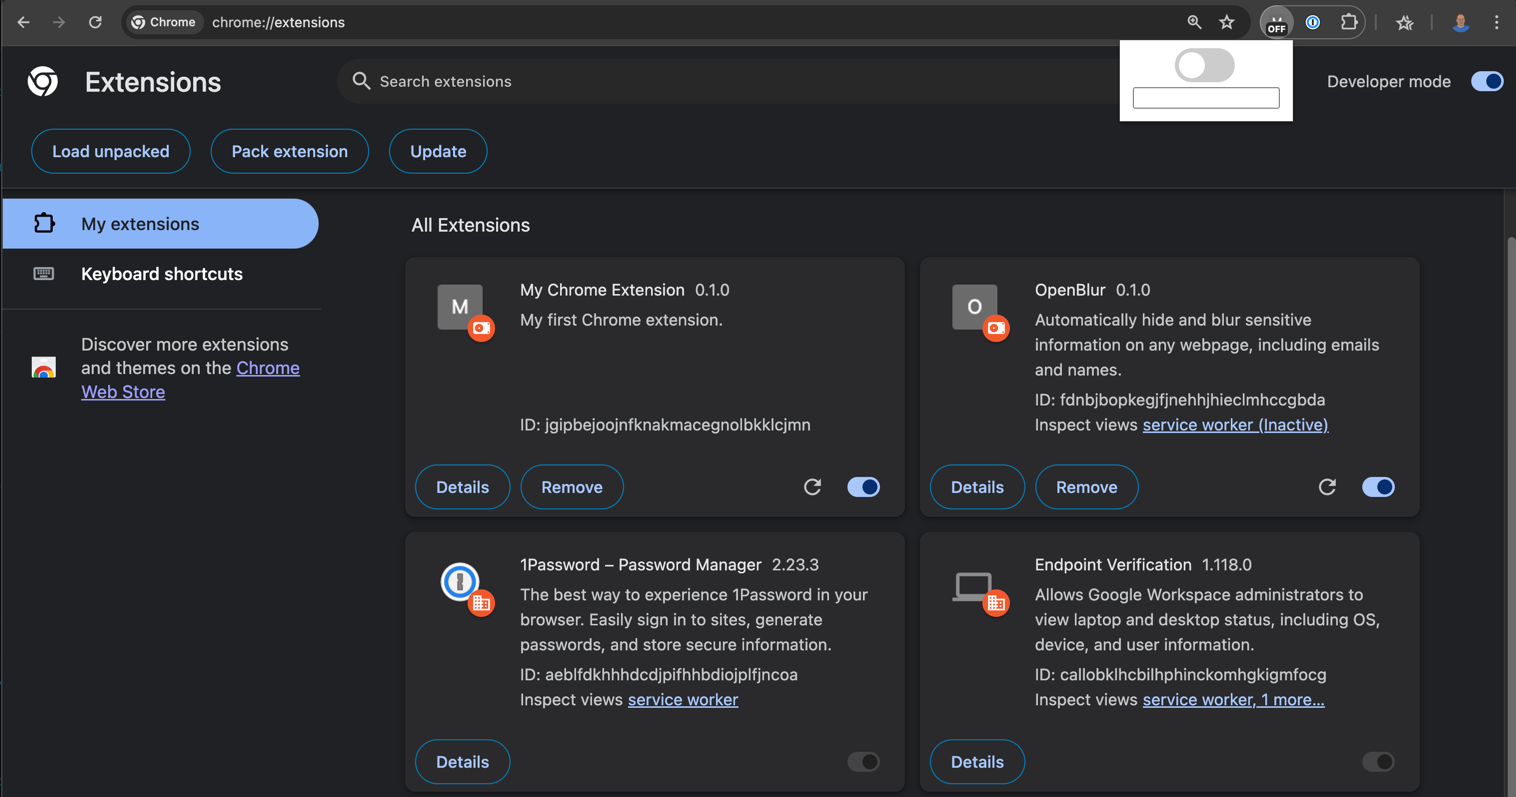 Chrome
chrome://extensions
OFF
Extensions
Search extensions
Developer mode
Load unpacked
Pack extension
Update
My extensions
Keyboard shortcuts
Discover more extensions
and themes on the Chrome
Web Store
All Extensions
M
My Chrome Extension 0.1.0
My first Chrome extension.
ID: jgipbejoojnfknakmacegnolbkklcjmn
Details
Remove
O
OpenBlur 0.1.0
Automatically hide and blur sensitive
information on any webpage, including emails
and names.
ID: fdnbjbopkegjfjnehhjhieclmhccgbda
Inspect views service worker (Inactive)
Details
Remove
1Password – Password Manager 2.23.3
The best way to experience 1Password in your
browser. Easily sign in to sites, generate
passwords, and store secure information.
ID: aeblfdkhhhdcdjpifhhbdiojplfjncoa
Inspect views service worker
Details
Endpoint Verification 1.118.0
Allows Google Workspace administrators to
view laptop and desktop status, including OS,
device, and user information.
ID: callobklhcbilhphinckomhgkigmfocg
Inspect views service worker, 1 more...
Details